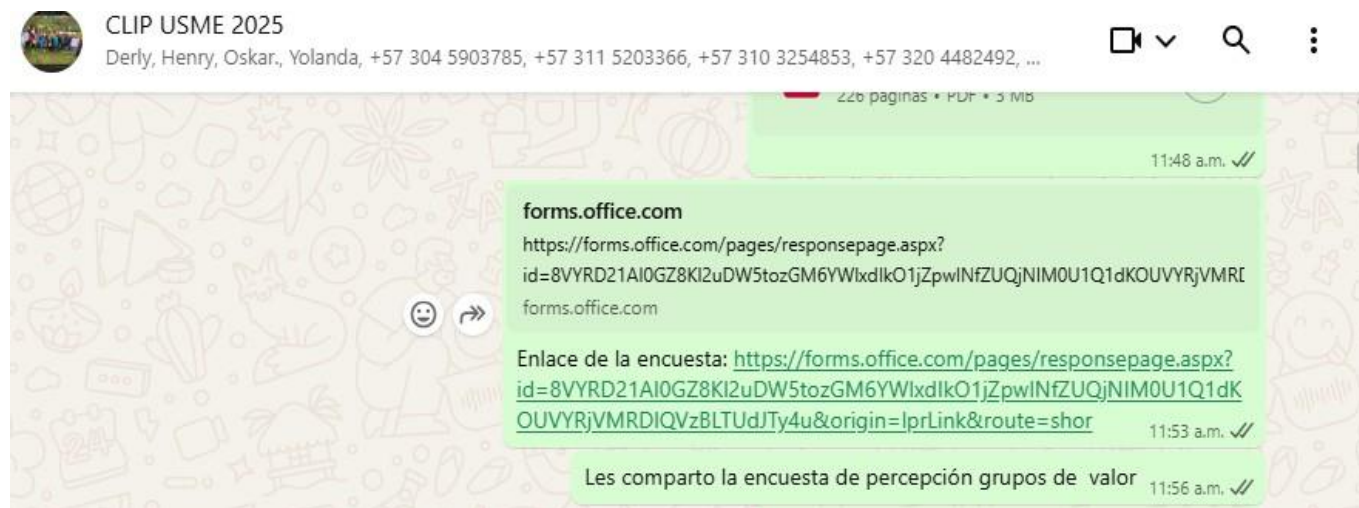 CLIP USME 2025
Derly, Henry, Oskar., Yolanda, +57 304 5903785, +57 311 5203366, +57 310 3254853, +57 320 4482492, ...
226 páginas • PDF • 3 MB
11:48 a.m.
forms.office.com
https://forms.office.com/pages/responsepage.aspx?
id=8VYRD21AI0GZ8KI2uDW5tozGM6YWIxdIkO1jZpwINfZUQjNIM0U1Q1dKOUVYRjVMRD
forms.office.com
Enlace de la encuesta: https://forms.office.com/pages/responsepage.aspx?
id=8VYRD21AI0GZ8KI2uDW5tozGM6YWIxdIkO1jZpwINfZUQjNIM0U1Q1dK
OUVYRjVMRDIQVzBLTUdJTy4u&origin=lprLink&route=shor
11:53 a.m.
Les comparto la encuesta de percepción grupos de valor 11:56 a.m.